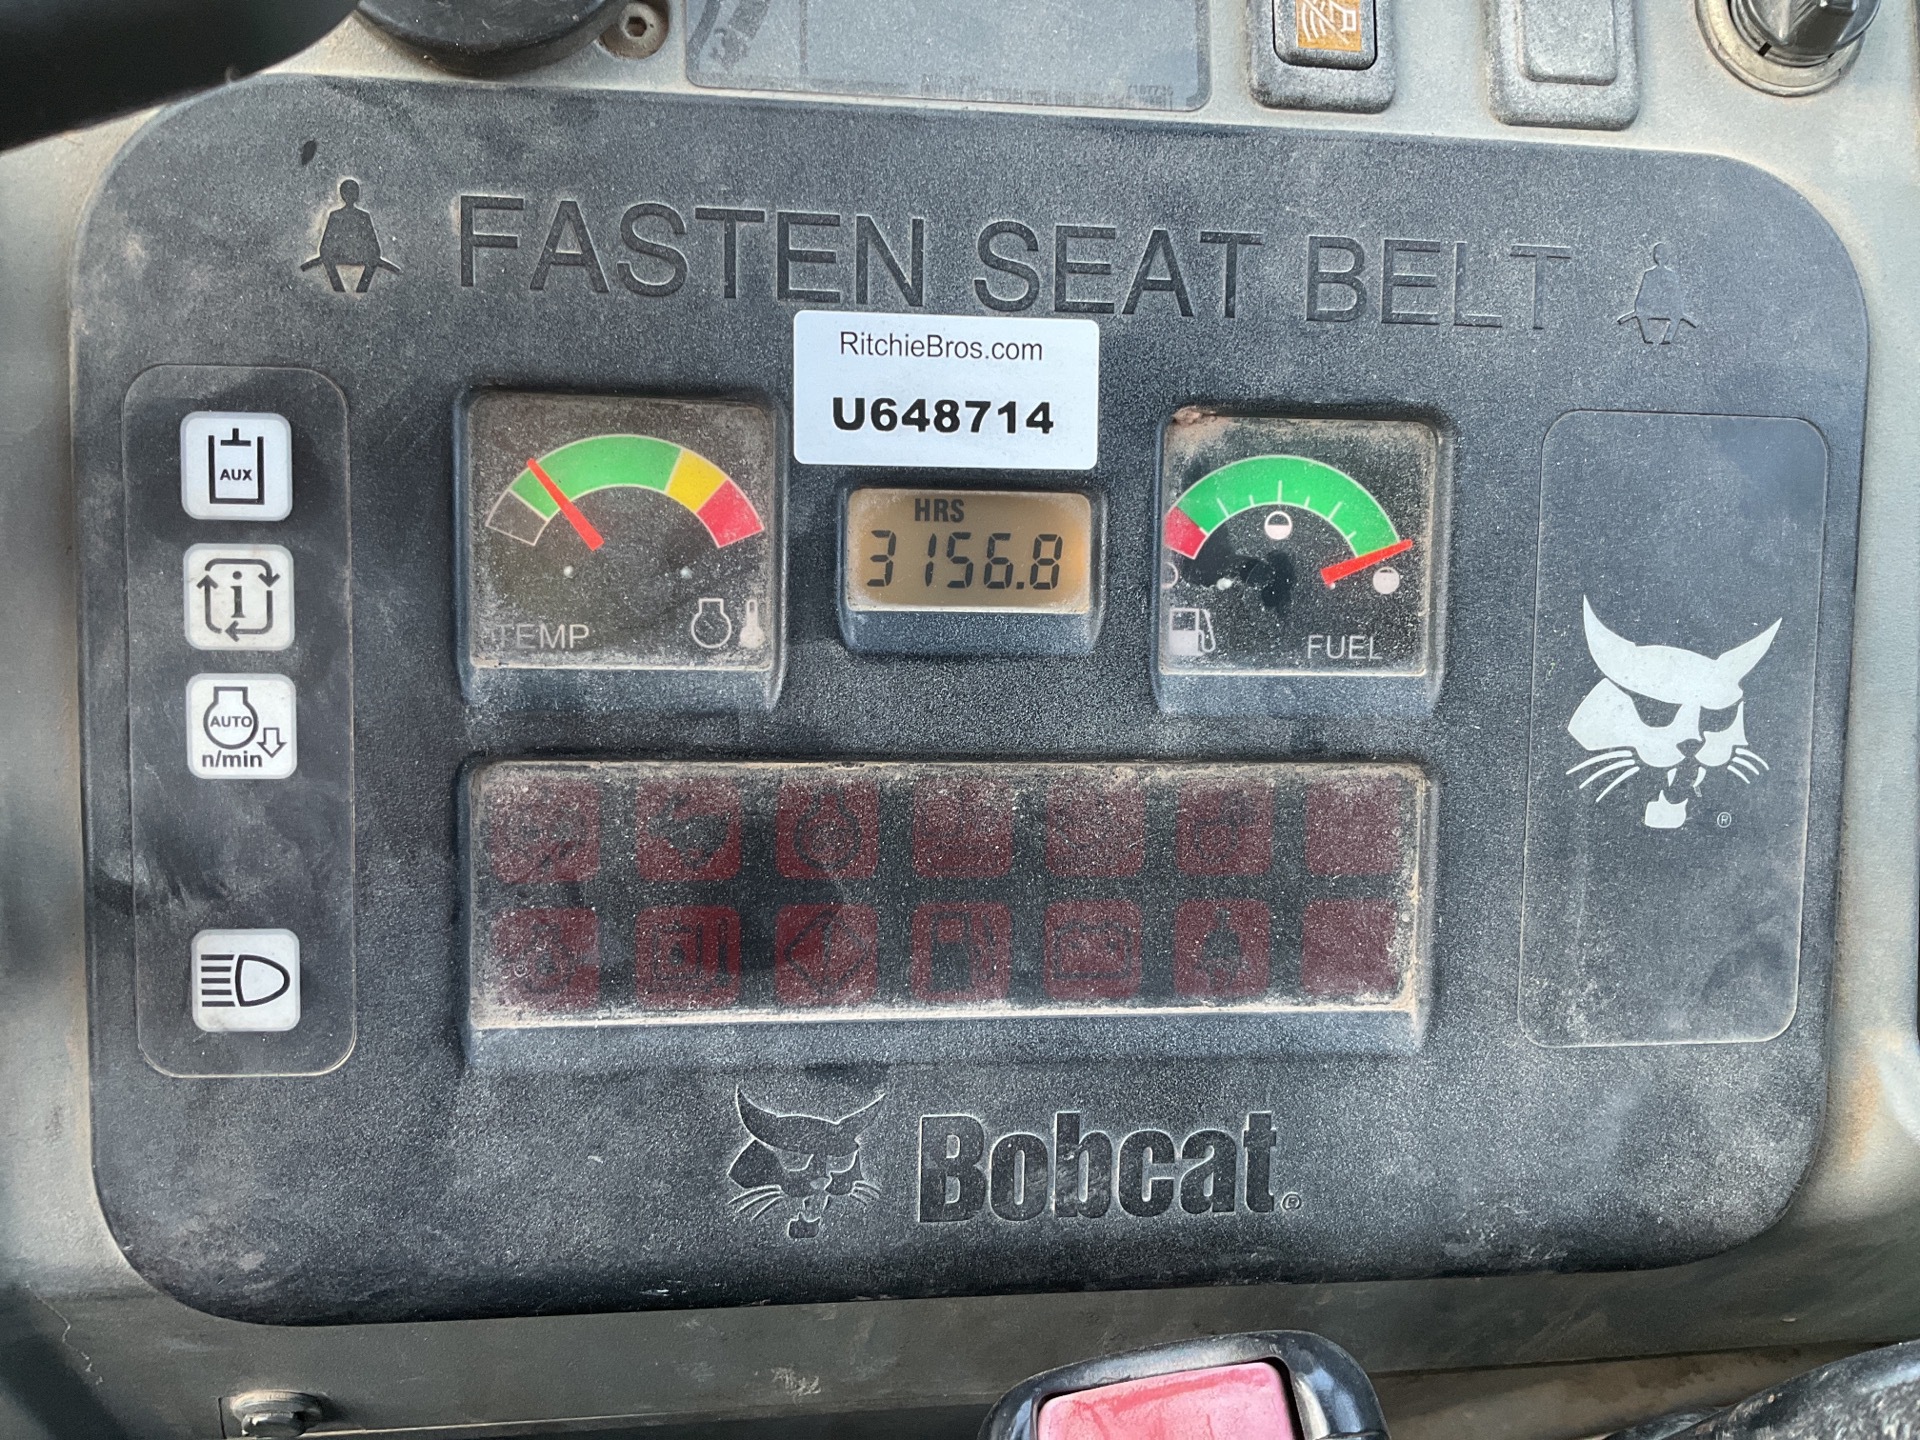 FASTEN SEAT BELT
RitchieBros.com
U648714
AUX
HRS
3156.8
TEMP
FUEL
i
AUTO
n/min
®
Bobcat®